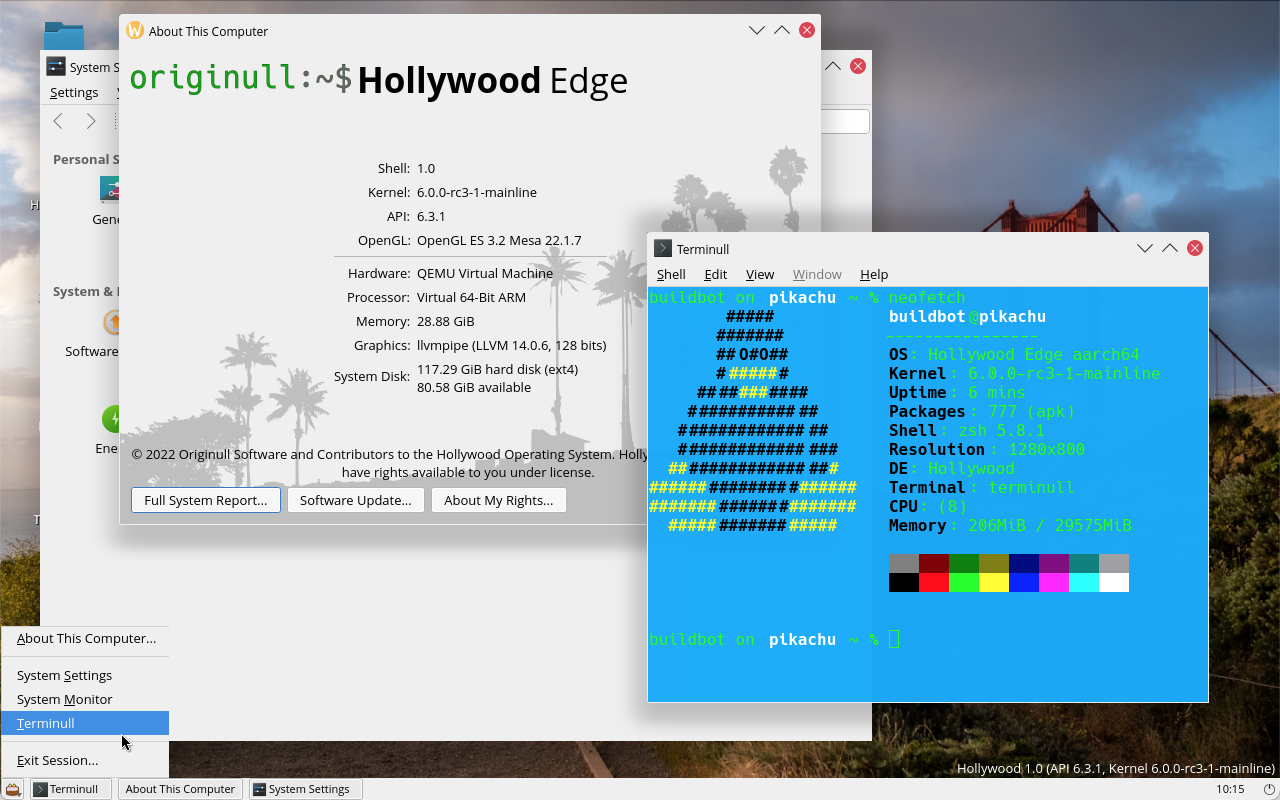 About This Computer
originull:~$ Hollywood Edge
Shell: 1.0
Kernel: 6.0.0-rc3-1-mainline
API: 6.3.1
OpenGL: OpenGL ES 3.2 Mesa 22.1.7
Hardware: QEMU Virtual Machine
Processor: Virtual 64-Bit ARM
Memory: 28.88 GiB
Graphics: llvmpipe (LLVM 14.0.6, 128 bits)
System Disk: 117.29 GiB hard disk (ext4)
80.58 GiB available
© 2022 Originull Software and Contributors to the Hollywood Operating System.
have rights available to you under license.
Full System Report... Software Update... About My Rights...
System S
Settings
Personal S
Gene
System &
Software
Ene
Terminull
Shell Edit View Window Help
buildbot on pikachu ~ % neofetch
#####
#######
##O#O##
#######
###########
#############
###############
################
#################
#####################
#####################
#################
buildbot@pikachu
----------------
OS: Hollywood Edge aarch64
Kernel: 6.0.0-rc3-1-mainline
Uptime: 6 mins
Packages: 777 (apk)
Shell: zsh 5.8.1
Resolution: 1280x800
DE: Hollywood
Terminal: terminull
CPU: (8)
Memory: 206MiB / 29575MiB
buildbot on pikachu ~ %
About This Computer...
System Settings
System Monitor
Terminull
Exit Session...
Hollywood 1.0 (API 6.3.1, Kernel 6.0.0-rc3-1-mainline)
Terminull About This Computer System Settings 10:15